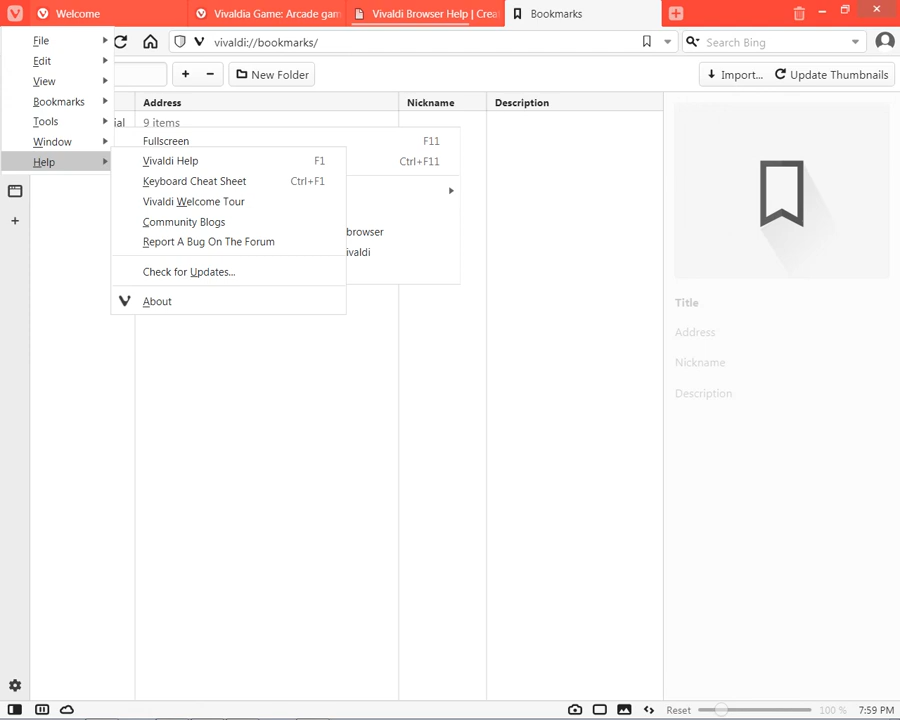 Welcome
Vivaldia Game: Arcade gam
Vivaldi Browser Help | Crea
Bookmarks
vivaldi://bookmarks/
Search Bing
File
Edit
View
Bookmarks
Tools
Window
Help
New Folder
Import...
Update Thumbnails
Address
Nickname
Description
ial
9 items
Fullscreen
F11
Ctrl+F11
browser
ivaldi
Vivaldi Help
F1
Keyboard Cheat Sheet
Ctrl+F1
Vivaldi Welcome Tour
Community Blogs
Report A Bug On The Forum
Check for Updates...
About
Title
Address
Nickname
Description
Reset
100 %
7:59 PM